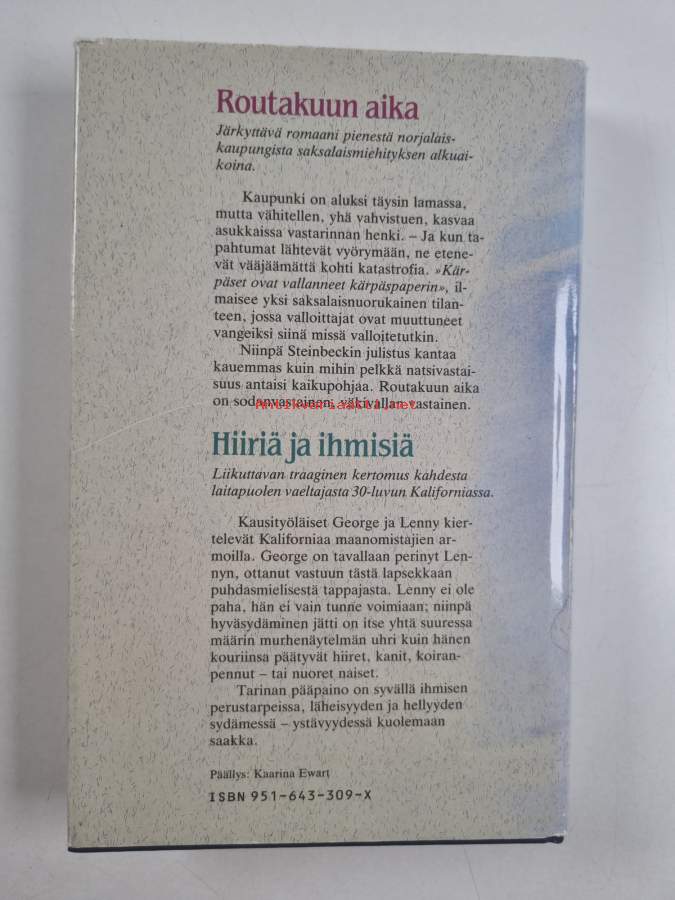 Routakuun aika
Järkyttävä romaani pienestä norjalais-
kaupungista saksalaismiehityksen alkuai-
koina.
Kaupunki on aluksi täysin lamassa,
mutta vähitellen, yhä vahvistuen, kasvaa
asukkaissa vastarinnan henki. – Ja kun ta-
pahtumat lähtevät vyörymään, ne etene-
vät vääjäämättä kohti katastrofia. »Kär-
päset ovat vallanneet kärpäspaperin», il-
maisee yksi saksalaisnuorukainen tilan-
teen, jossa valloittajat ovat muuttuneet
vangeiksi siinä missä valloitetutkin.
Niinpä Steinbeckin julistus kantaa
kauemmas kuin mihin pelkkä natsivastai-
suus antaisi kaikupohjaa. Routakuun aika
on sodanvastainen, väkivallan vastainen.
Antikvariaatti.net
Hiiriä ja ihmisiä
Liikuttavan traaginen kertomus kahdesta
laitapuolen vaeltajasta 30-luvun Kaliforniassa.
Kausityöläiset George ja Lenny kier-
televät Kaliforniaa maanomistajien ar-
moilla. George on tavallaan perinyt Len-
nyn, ottanut vastuun tästä lapsekkaan
puhdasmielisestä tappajasta. Lenny ei ole
paha, hän ei vain tunne voimiaan; niinpä
hyväsydäminen jätti on itse yhtä suuressa
määrin murhenäytelmän uhri kuin hänen
kouriinsa päätyvät hiiret, kanit, koiran-
pennut – tai nuoret naiset.
Tarinan pääpaino on syvällä ihmisen
perustarpeissa, läheisyyden ja hellyyden
sydämessä – ystävyydessä kuolemaan
saakka.
Päällys: Kaarina Ewart
ISBN 951-643-309-X